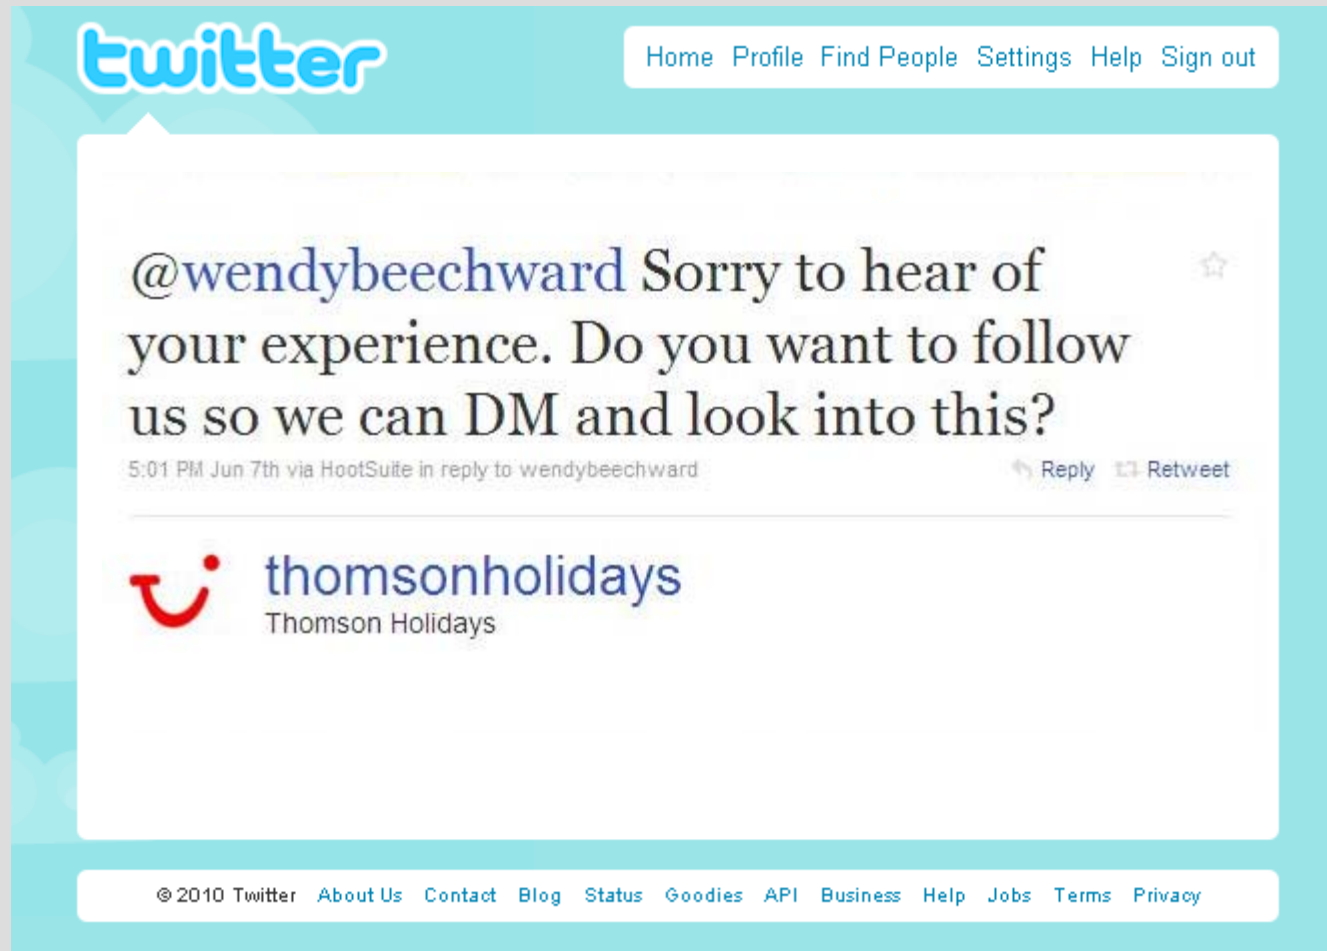 twitter
Home Profile Find People Settings Help Sign out
@wendybeechward Sorry to hear of
your experience. Do you want to follow
us so we can DM and look into this?
5:01 PM Jun 7th via HootSuite in reply to wendybeechward Reply Retweet
thomsonholidays
Thomson Holidays
© 2010 Twitter About Us Contact Blog Status Goodies API Business Help Jobs Terms Privacy